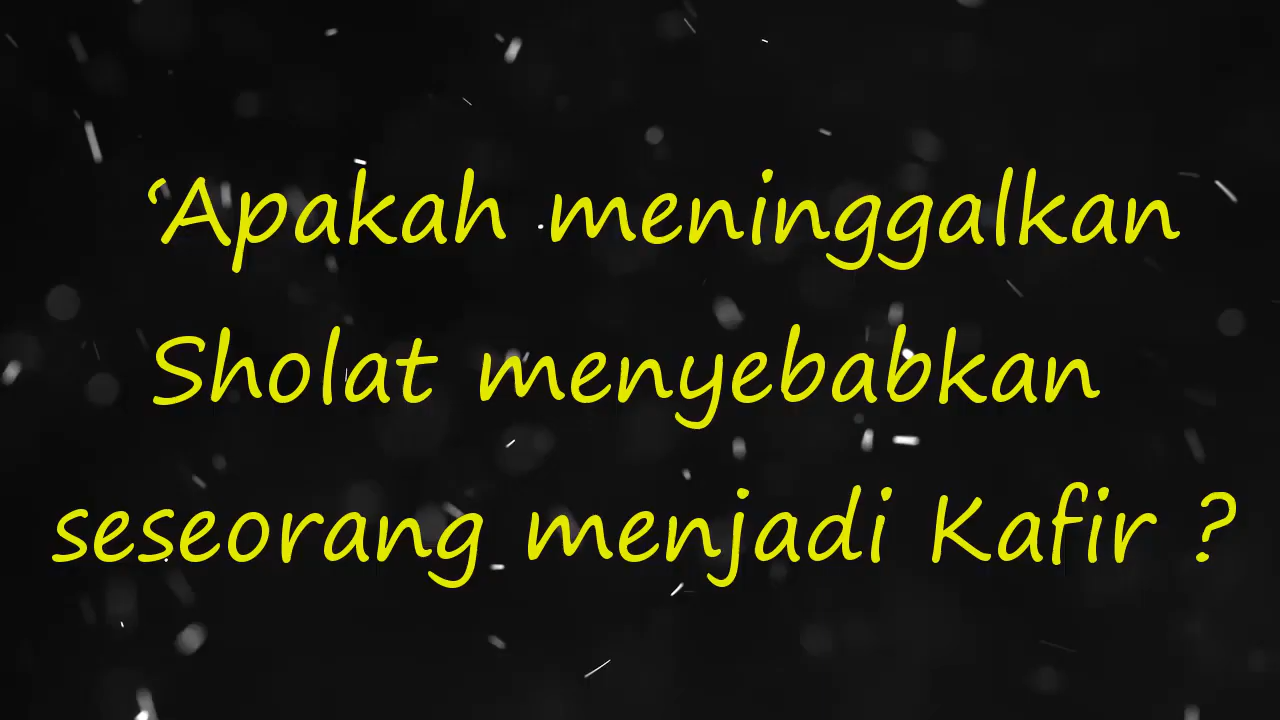 ‘Apakah meninggalkan
Sholat menyebabkan
seseorang menjadi Kafir ?